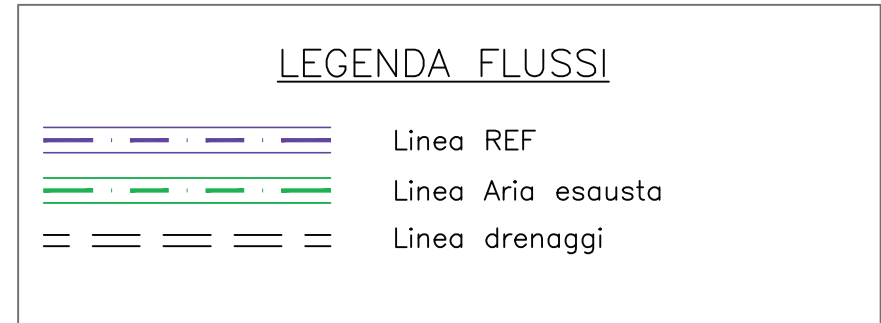 LEGENDA FLUSSI
Linea REF
Linea Aria esausta
Linea drenaggi